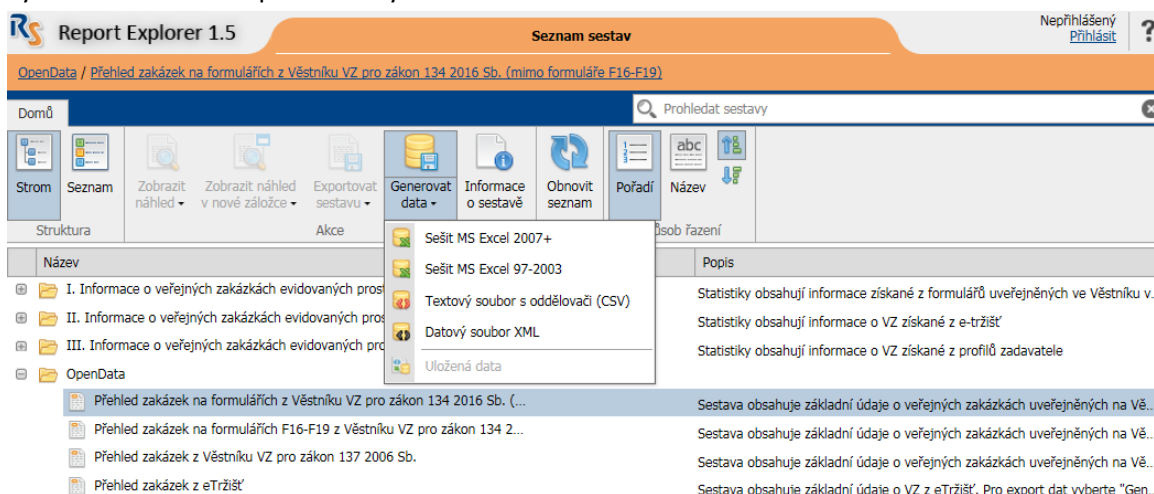 RS Report Explorer 1.5
Seznam sestav
Nepřihlášený
Přihlásit
?
OpenData / Přehled zakázek na formulářích z Věstníku VZ pro zákon 134 2016 Sb. (mimo formuláře F16-F19)
Domů
Prohledat sestavy
Strom
Seznam
Zobrazit náhled
Zobrazit náhled v nové záložce
Exportovat sestavu
Generovat data
Informace o sestavě
Obnovit seznam
Pořadí
abc
Název
Struktura
Akce
řazení
Sešit MS Excel 2007+
Sešit MS Excel 97-2003
Textový soubor s oddělovači (CSV)
Datový soubor XML
Uložená data
Název
Popis
I. Informace o veřejných zakázkách evidovaných
Statistiky obsahují informace získané z formulářů uveřejněných ve Věstníku v...
II. Informace o veřejných zakázkách evidovaných
Statistiky obsahují informace o VZ získané z e-tržišť
III. Informace o veřejných zakázkách evidovaných
Statistiky obsahují informace o VZ získané z profilů zadavatele
OpenData
Přehled zakázek na formulářích z Věstníku VZ pro zákon 134 2016 Sb. (...
Sestava obsahuje základní údaje o veřejných zakázkách uveřejněných na Vě...
Přehled zakázek na formulářích F16-F19 z Věstníku VZ pro zákon 134 2...
Sestava obsahuje základní údaje o veřejných zakázkách uveřejněných na Vě...
Přehled zakázek z Věstníku VZ pro zákon 137 2006 Sb.
Sestava obsahuje základní údaje o veřejných zakázkách uveřejněných na Vě...
Přehled zakázek z eTržišť
Sestava obsahuje základní údaje o VZ z eTržišť. Pro export dat vyberte "Gen...